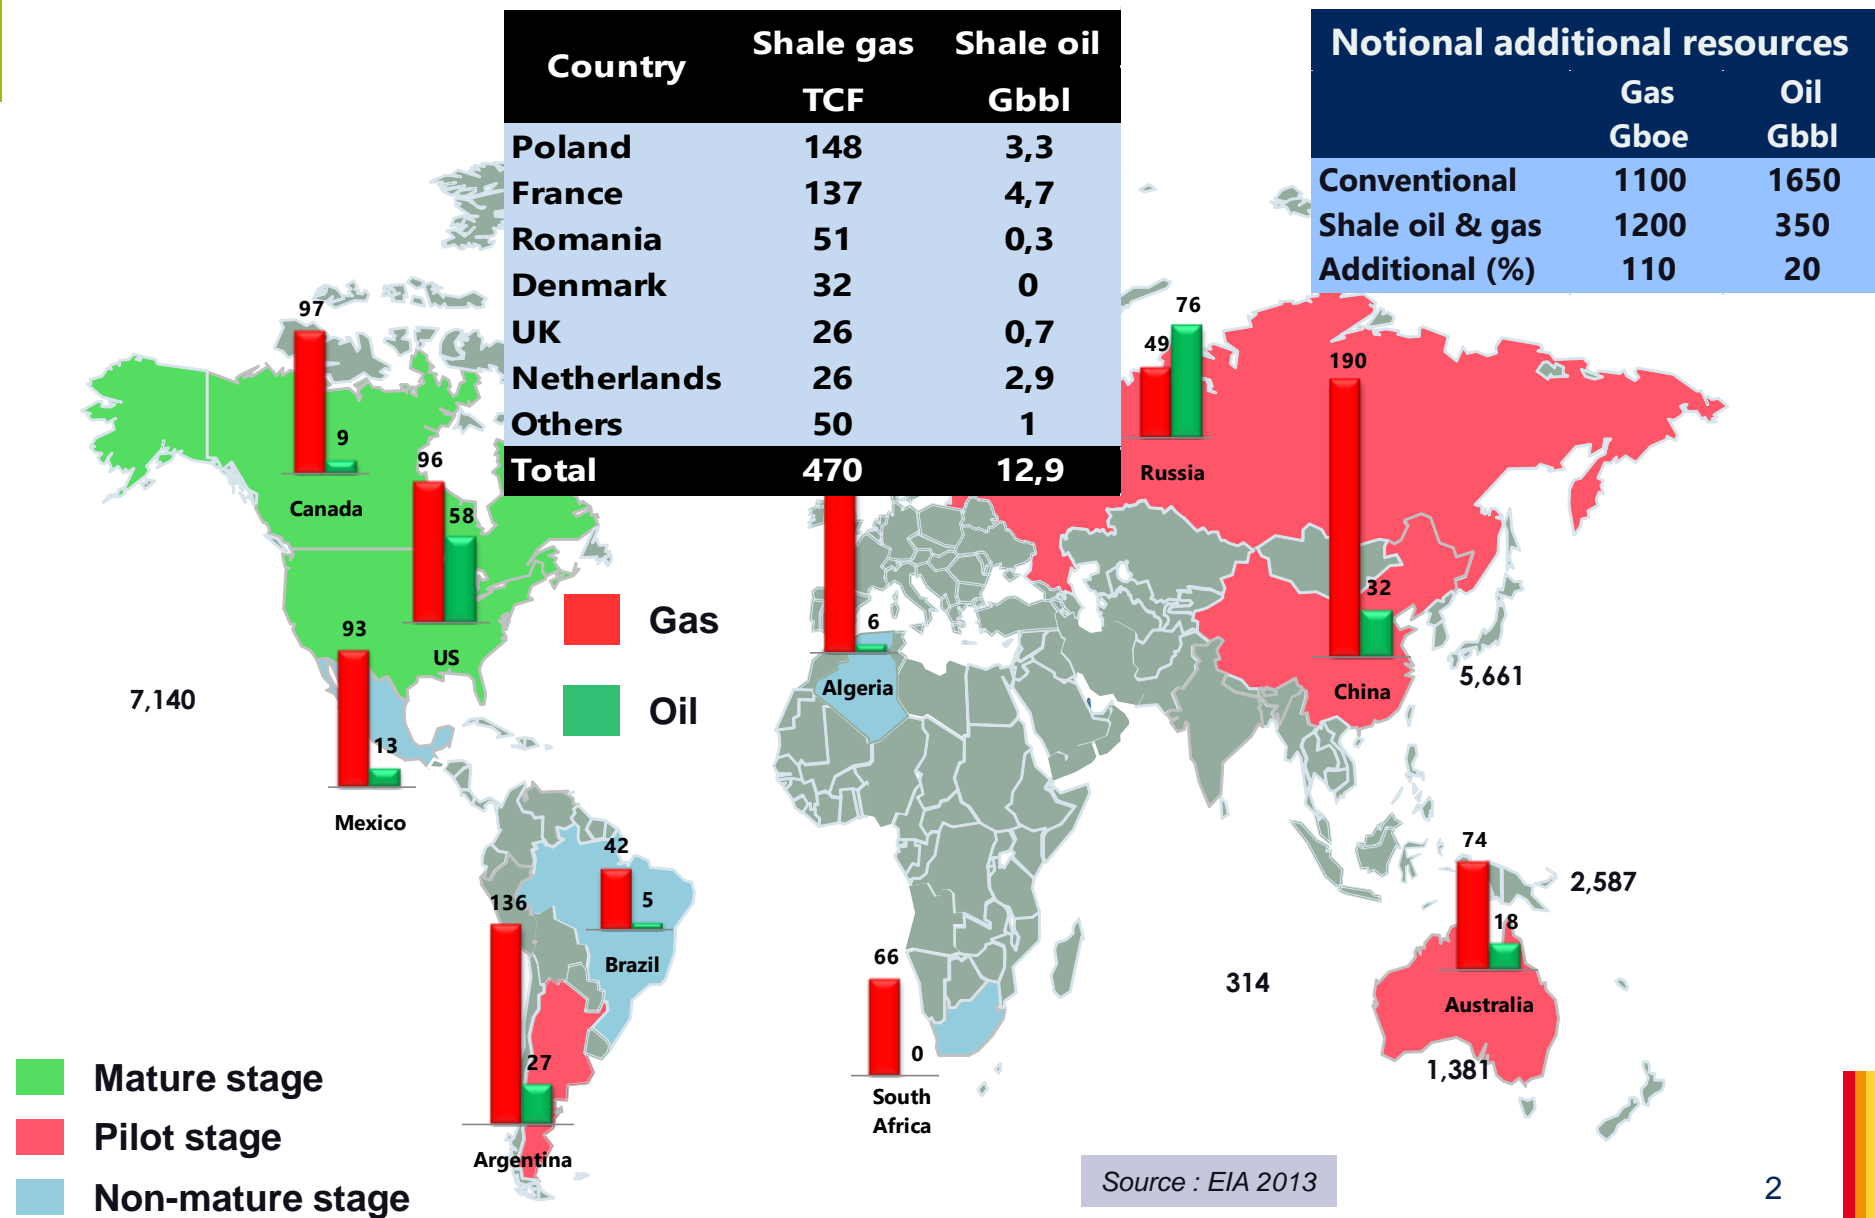 Country Shale gas Shale oil
TCF Gbbl
Poland 148 3,3
France 137 4,7
Romania 51 0,3
Denmark 32 0
UK 26 0,7
Netherlands 26 2,9
Others 50 1
Total 470 12,9
Notional additional resources
Gas Oil
Gboe Gbbl
Conventional 1100 1650
Shale oil & gas 1200 350
Additional (%) 110 20
97
9
Canada
96
58
US
93
13
Mexico
7,140
Gas
Oil
49
76
Russia
190
32
China
5,661
6
Algeria
42
5
Brazil
136
27
Argentina
66
0
South
Africa
74
18
Australia
2,587
314
1,381
Mature stage
Pilot stage
Non-mature stage
Source : EIA 2013
2